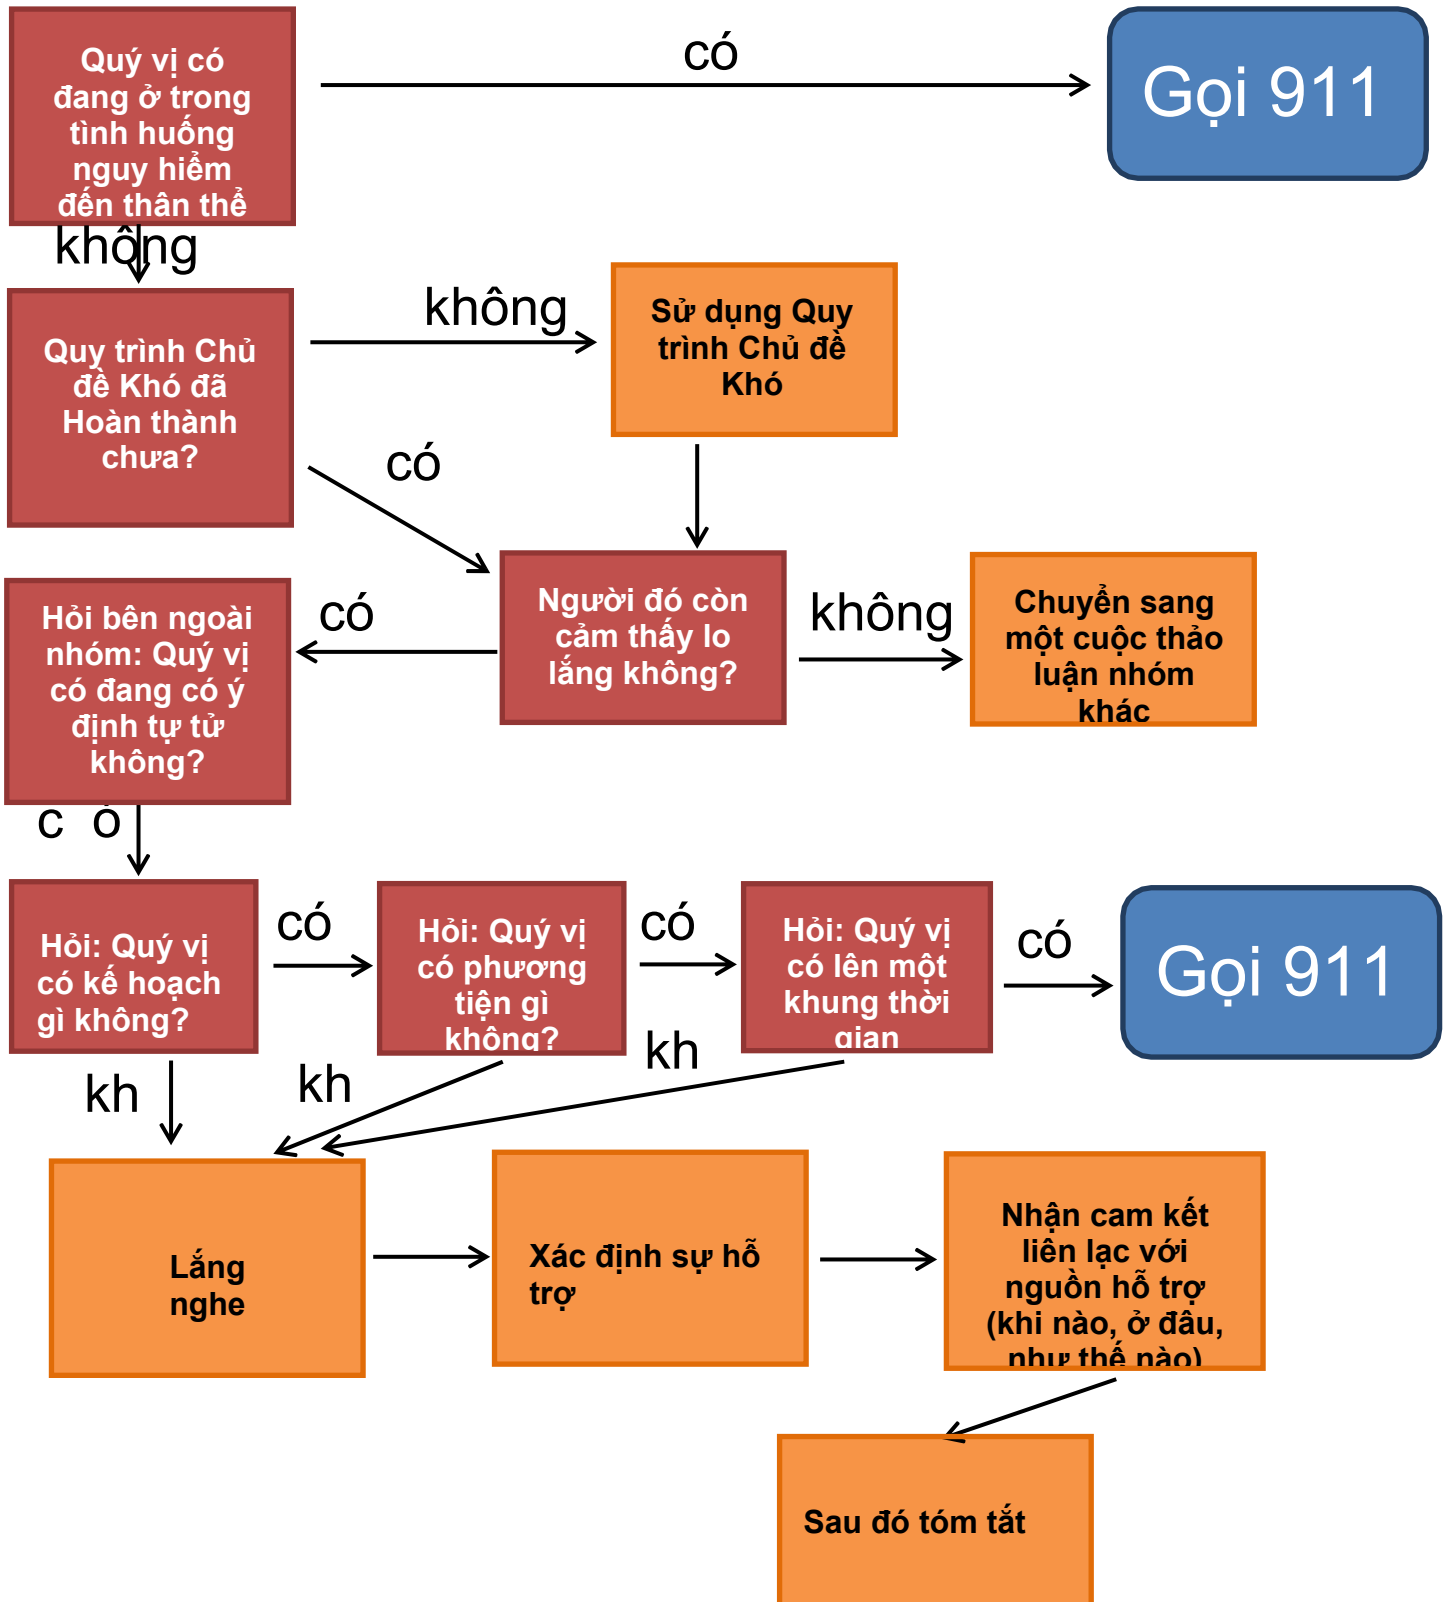 Quý vị có
đang ở trong
tình huống
nguy hiểm
đến thân thể
có
Gọi 911
không
Quy trình Chủ
đề Khó đã
Hoàn thành
chưa?
không
Sử dụng Quy
trình Chủ đề
Khó
có
Người đó còn
cảm thấy lo
lắng không?
không
Chuyển sang
một cuộc thảo
luận nhóm
khác
có
Hỏi bên ngoài
nhóm: Quý vị
có đang có ý
định tự tử
không?
c ó
Hỏi: Quý vị
có kế hoạch
gì không?
có
Hỏi: Quý vị
có phương
tiện gì
không?
có
Hỏi: Quý vị
có lên một
khung thời
gian
có
Gọi 911
kh
kh
kh
Lắng
nghe
Xác định sự hỗ
trợ
Nhận cam kết
liên lạc với
nguồn hỗ trợ
(khi nào, ở đâu,
như thế nào)
Sau đó tóm tắt